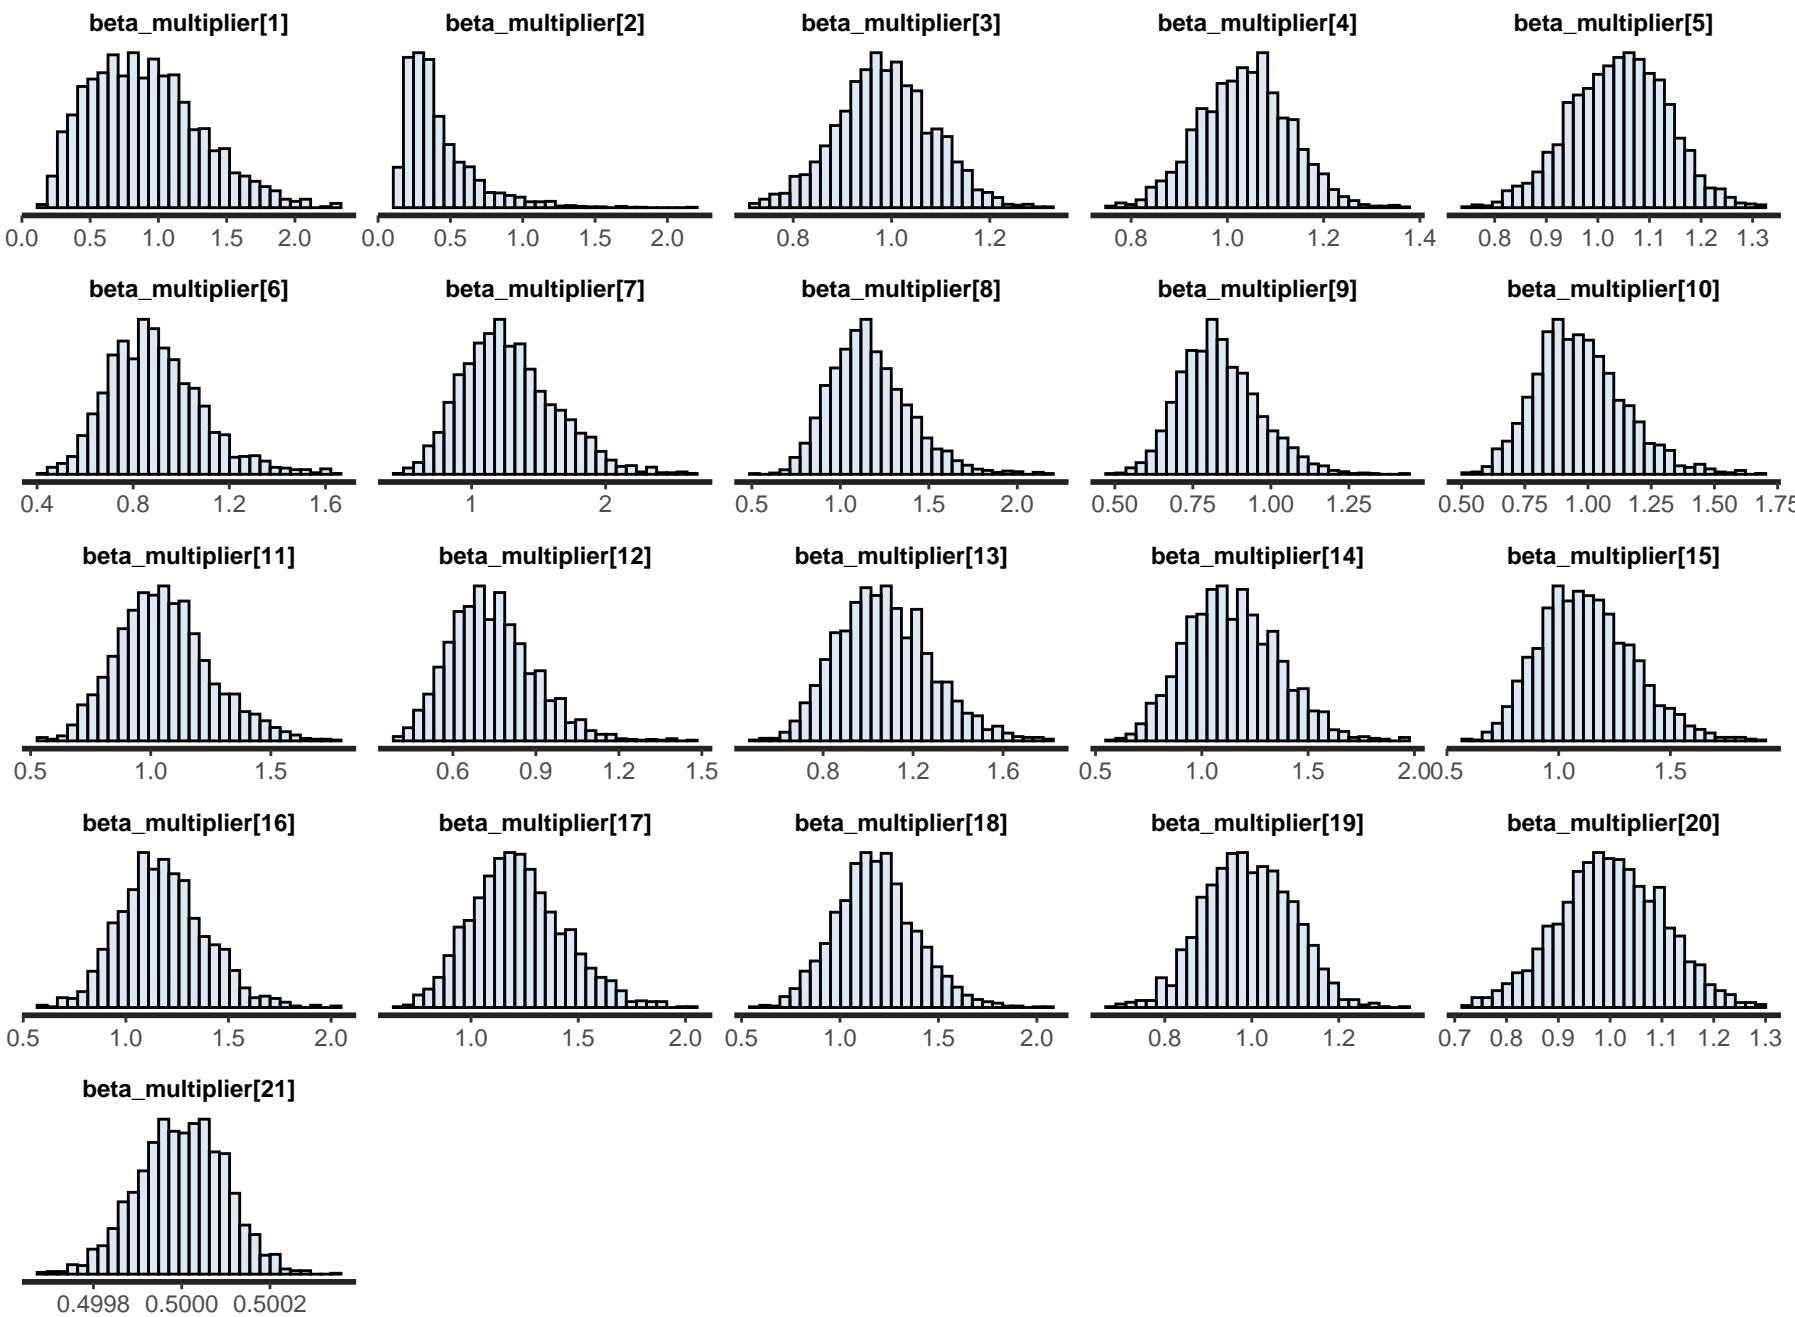 beta_multiplier[1] beta_multiplier[2] beta_multiplier[3] beta_multiplier[4] beta_multiplier[5]
0.0 0.5 1.0 1.5 2.0 0.0 0.5 1.0 1.5 2.0 0.8 1.0 1.2 0.8 1.0 1.2 1.4 0.8 0.9 1.0 1.1 1.2 1.3
beta_multiplier[6] beta_multiplier[7] beta_multiplier[8] beta_multiplier[9] beta_multiplier[10]
0.4 0.8 1.2 1.6 1 2 0.5 1.0 1.5 2.0 0.50 0.75 1.00 1.25 0.50 0.75 1.00 1.25 1.50 1.75
beta_multiplier[11] beta_multiplier[12] beta_multiplier[13] beta_multiplier[14] beta_multiplier[15]
0.5 1.0 1.5 0.6 0.9 1.2 1.5 0.8 1.2 1.6 0.5 1.0 1.5 2.0 0.5 1.0 1.5
beta_multiplier[16] beta_multiplier[17] beta_multiplier[18] beta_multiplier[19] beta_multiplier[20]
0.5 1.0 1.5 2.0 1.0 1.5 2.0 0.5 1.0 1.5 2.0 0.8 1.0 1.2 0.7 0.8 0.9 1.0 1.1 1.2 1.3
beta_multiplier[21]
0.4998 0.5000 0.5002